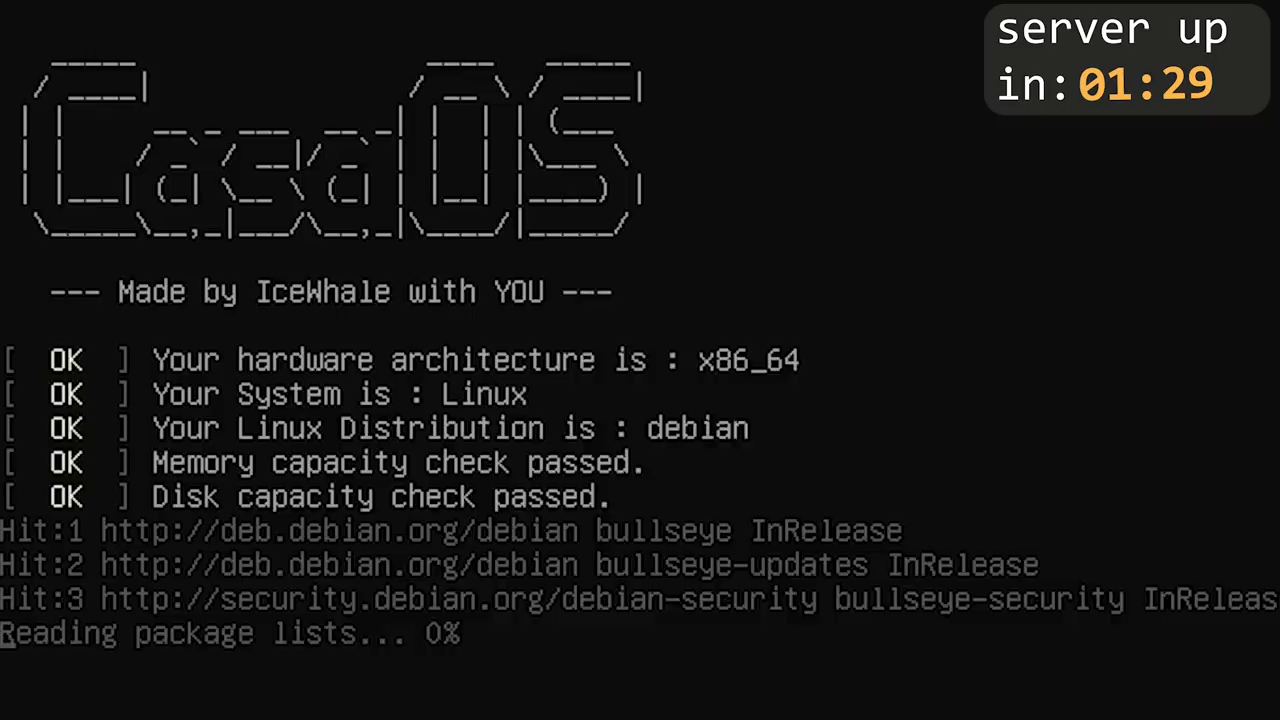 server up
in:01:29
CasaOS
--- Made by IceWhale with YOU ---
[  OK  ] Your hardware architecture is : x86_64
[  OK  ] Your System is : Linux
[  OK  ] Your Linux Distribution is : debian
[  OK  ] Memory capacity check passed.
[  OK  ] Disk capacity check passed.
Hit:1 http://deb.debian.org/debian bullseye InRelease
Hit:2 http://deb.debian.org/debian bullseye-updates InRelease
Hit:3 http://security.debian.org/debian-security bullseye-security InReleas
Reading package lists... 0%